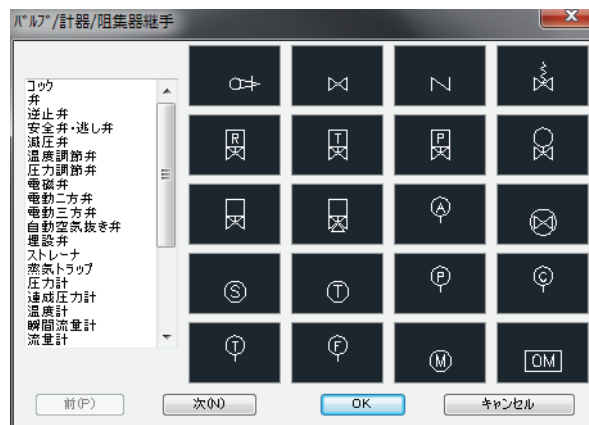 ﾊﾞﾙﾌﾞ/計器/阻集器継手
コック
弁
逆止弁
安全弁・逃し弁
減圧弁
温度調節弁
圧力調節弁
電磁弁
電動二方弁
電動三方弁
自動空気抜き弁
埋設弁
ストレーナ
蒸気トラップ
圧力計
連成圧力計
温度計
瞬間流量計
流量計
R T P
A
S T P C
T F M OM
前(P) 次(N) OK キャンセル